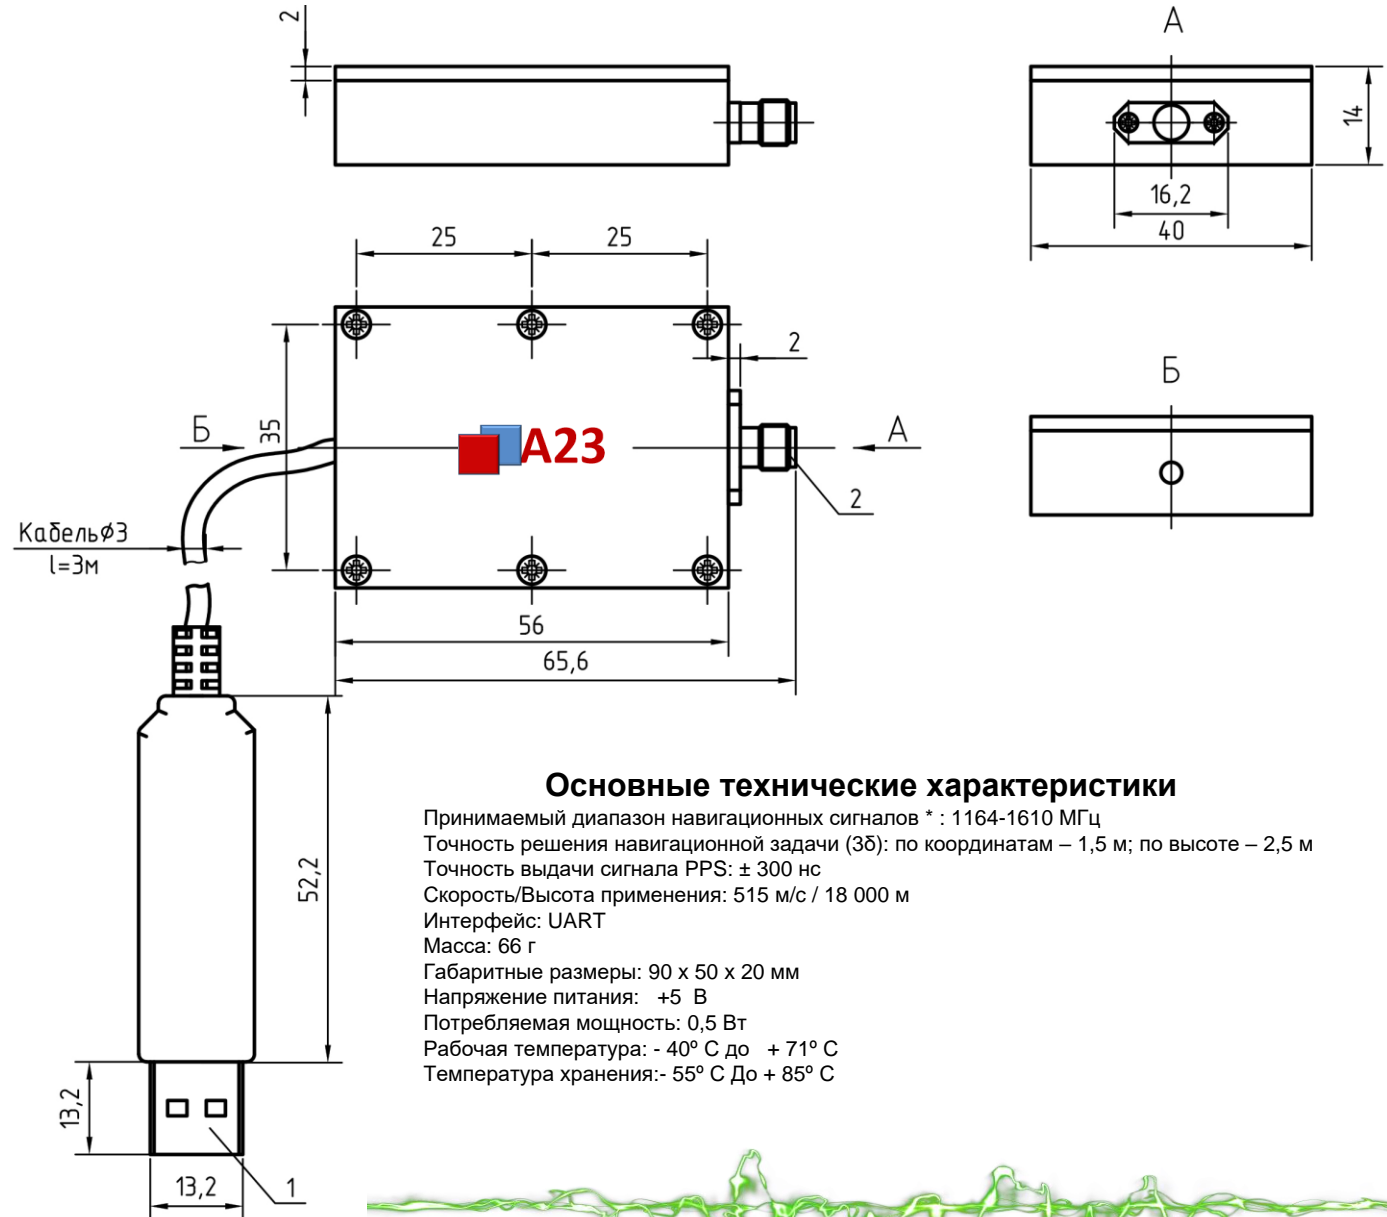 2
А
14
16,2
40
25
25
2
Б
35
А23
А
2
Б
Кабель⌀3
l=3м
56
65,6
52,2
13,2
13,2
1
Основные технические характеристики
Принимаемый диапазон навигационных сигналов * : 1164-1610 МГц
Точность решения навигационной задачи (3δ): по координатам – 1,5 м; по высоте – 2,5 м
Точность выдачи сигнала PPS: ± 300 нс
Скорость/Высота применения: 515 м/с / 18 000 м
Интерфейс: UART
Масса: 66 г
Габаритные размеры: 90 х 50 х 20 мм
Напряжение питания: +5 В
Потребляемая мощность: 0,5 Вт
Рабочая температура: - 40º С до + 71º С
Температура хранения:- 55º С До + 85º С